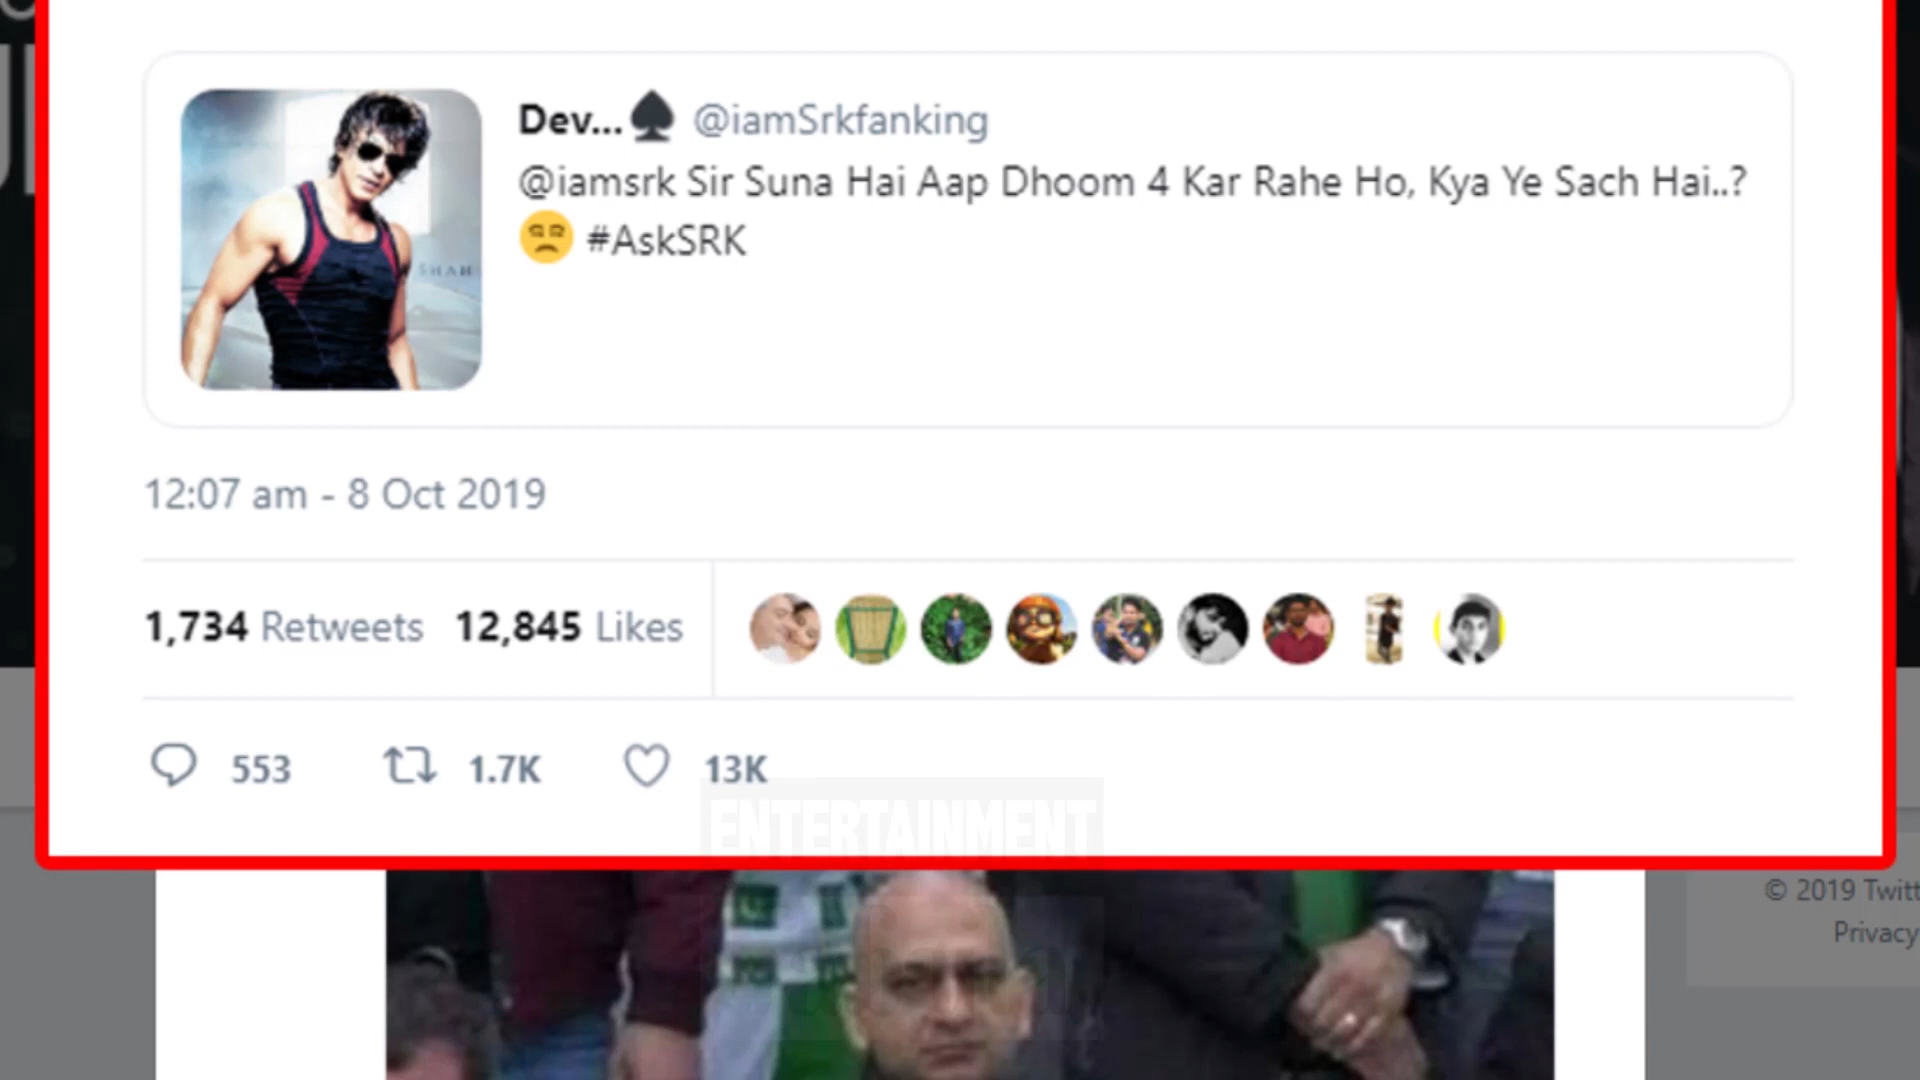 Dev...♠ @iamSrkfanking
@iamsrk Sir Suna Hai Aap Dhoom 4 Kar Rahe Ho, Kya Ye Sach Hai..?
😒 #AskSRK
SHAH
12:07 am - 8 Oct 2019
1,734 Retweets 12,845 Likes
553 1.7K 13K
ENTERTAINMENT
© 2019 Twitt
Privacy